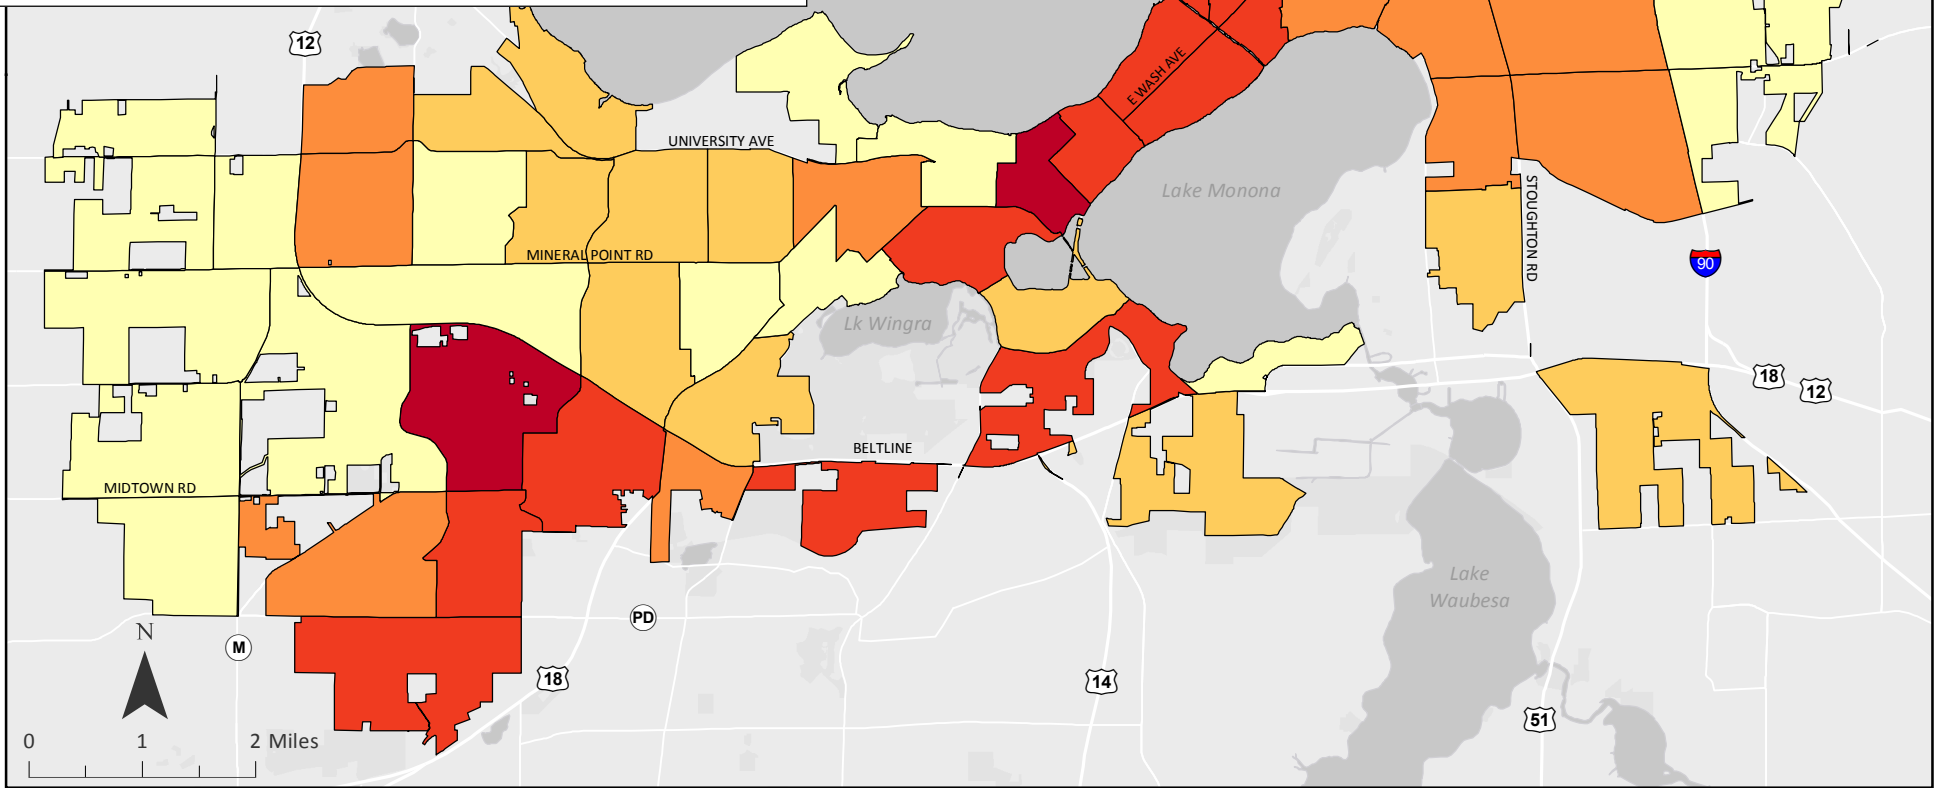 12
E WASH AVE
UNIVERSITY AVE
Lake Monona
STOUGHTON RD
MINERAL POINT RD
90
Lk Wingra
18
12
BELTLINE
MIDTOWN RD
Lake
Waubesa
PD
N
M
18
14
51
0 1 2 Miles